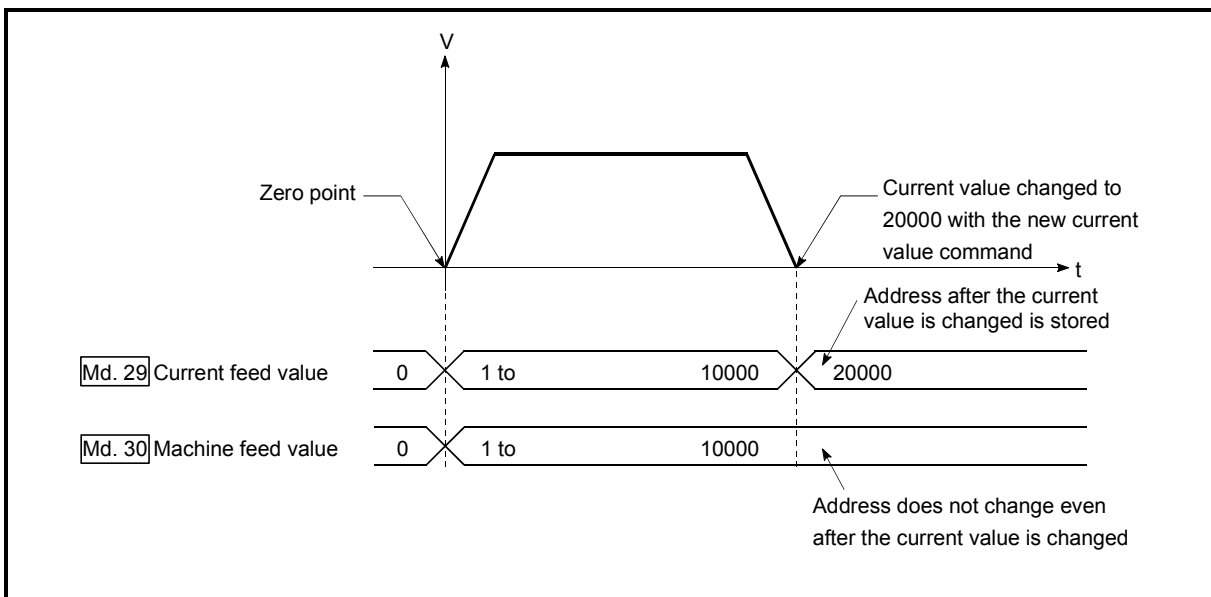 V
Zero point
Current value changed to
20000 with the new current
value command
t
Address after the current
value is changed is stored
Md. 29 Current feed value 0 1 to 10000 20000
Md. 30 Machine feed value 0 1 to 10000
Address does not change even
after the current value is changed